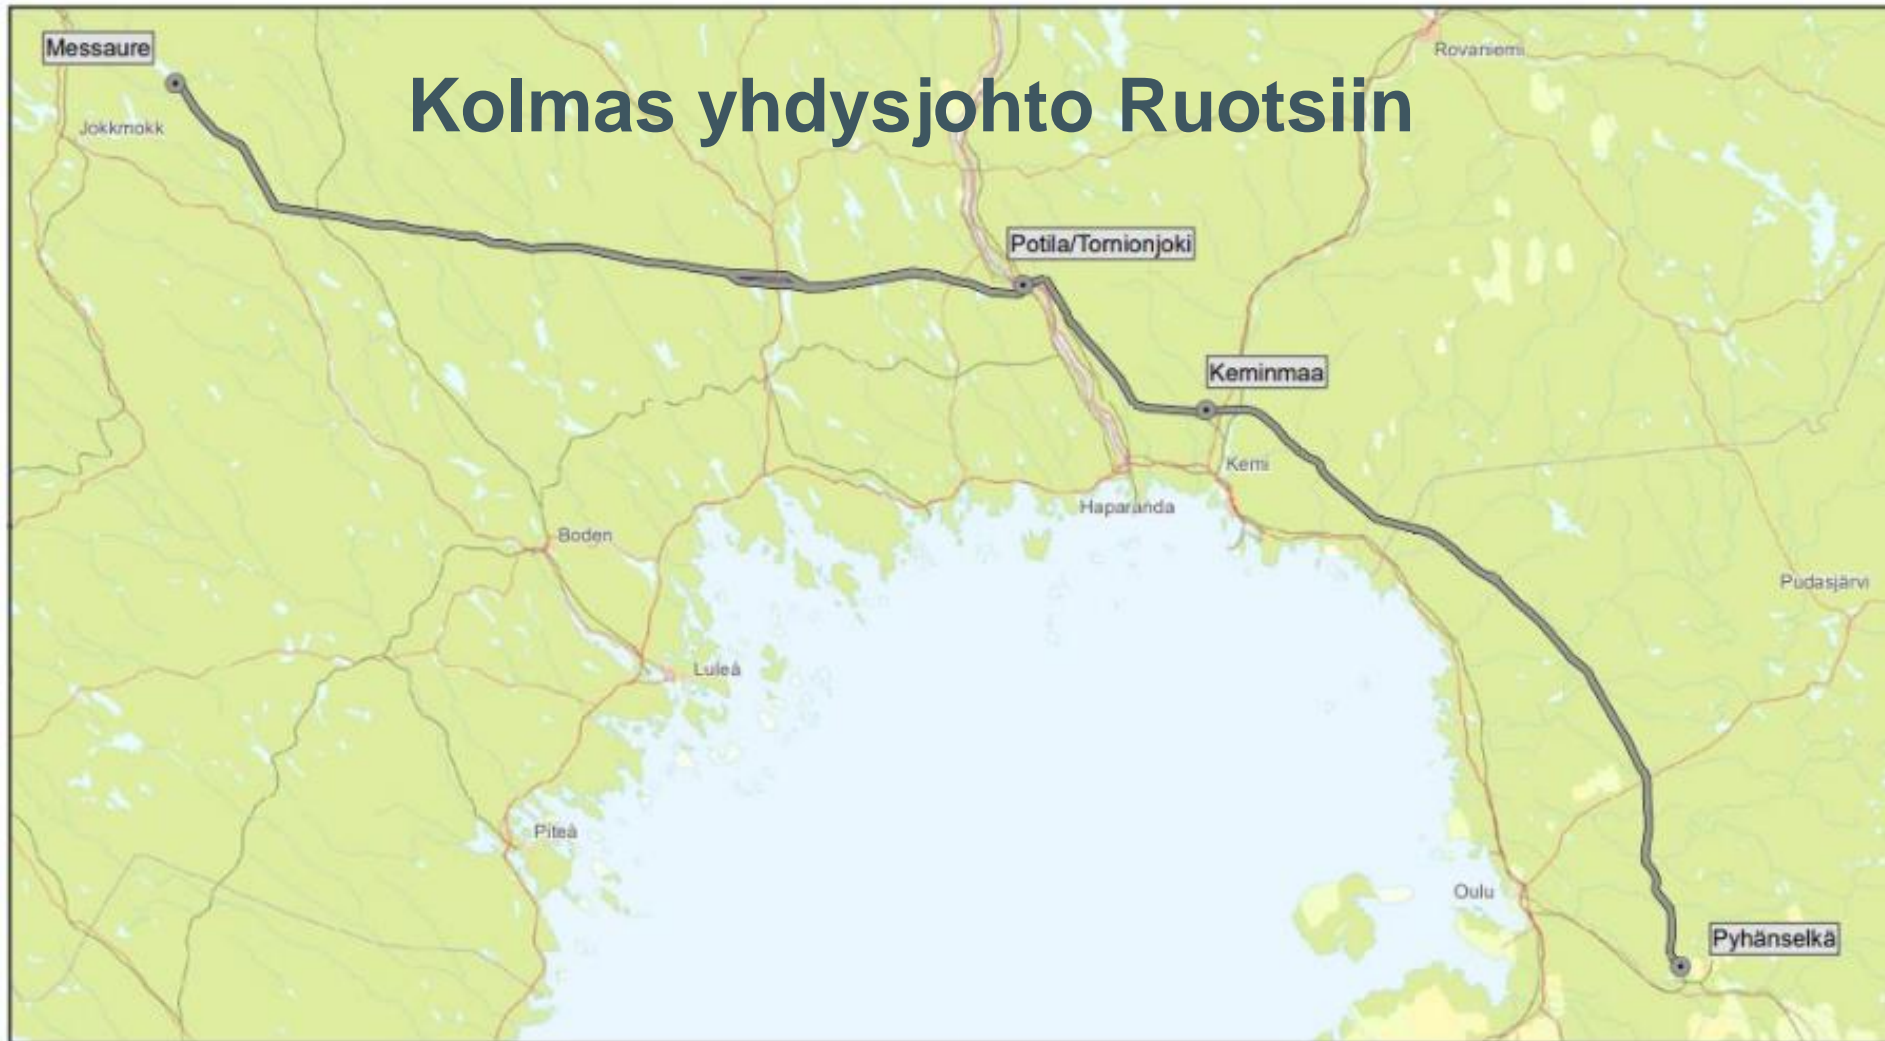 Messaure
Rovaniemi
Kolmas yhdysjohto Ruotsiin
Jokkmokk
Potila/Tornionjoki
Keminmaa
Kemi
Haparanda
Boden
Pudasjärvi
Luleå
Piteå
Oulu
Pyhänselkä